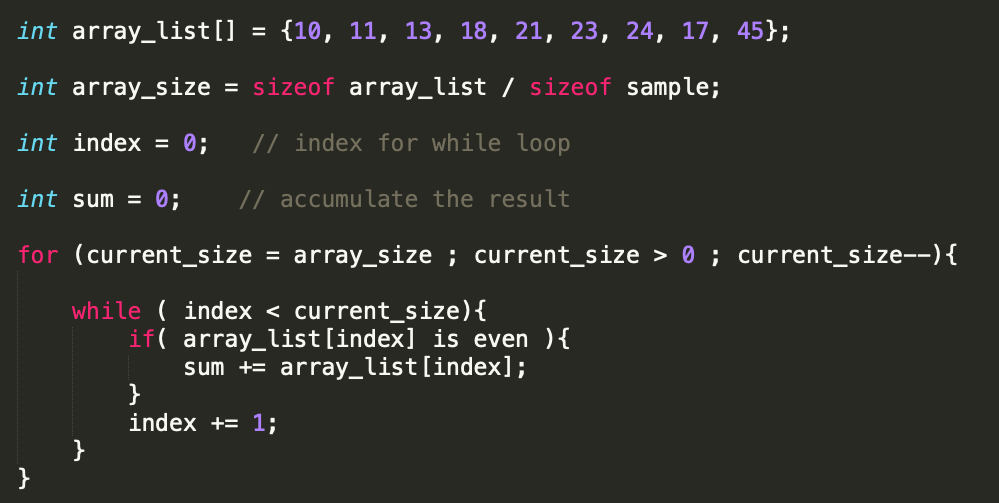 int array_list[] = {10, 11, 13, 18, 21, 23, 24, 17, 45};
int array_size = sizeof array_list / sizeof sample;
int index = 0;   // index for while loop
int sum = 0;    // accumulate the result
for (current_size = array_size ; current_size > 0 ; current_size--){
    while ( index < current_size){
        if( array_list[index] is even ){
            sum += array_list[index];
        }
        index += 1;
    }
}